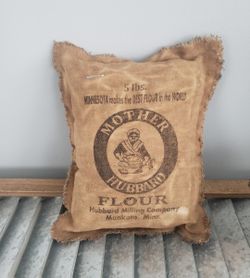 5 lbs.
MINNESOTA makes the BEST FLOUR in the WORLD
MOTHER
HUBBARD
FLOUR
Hubbard Milling Company
Mankato, Minn.